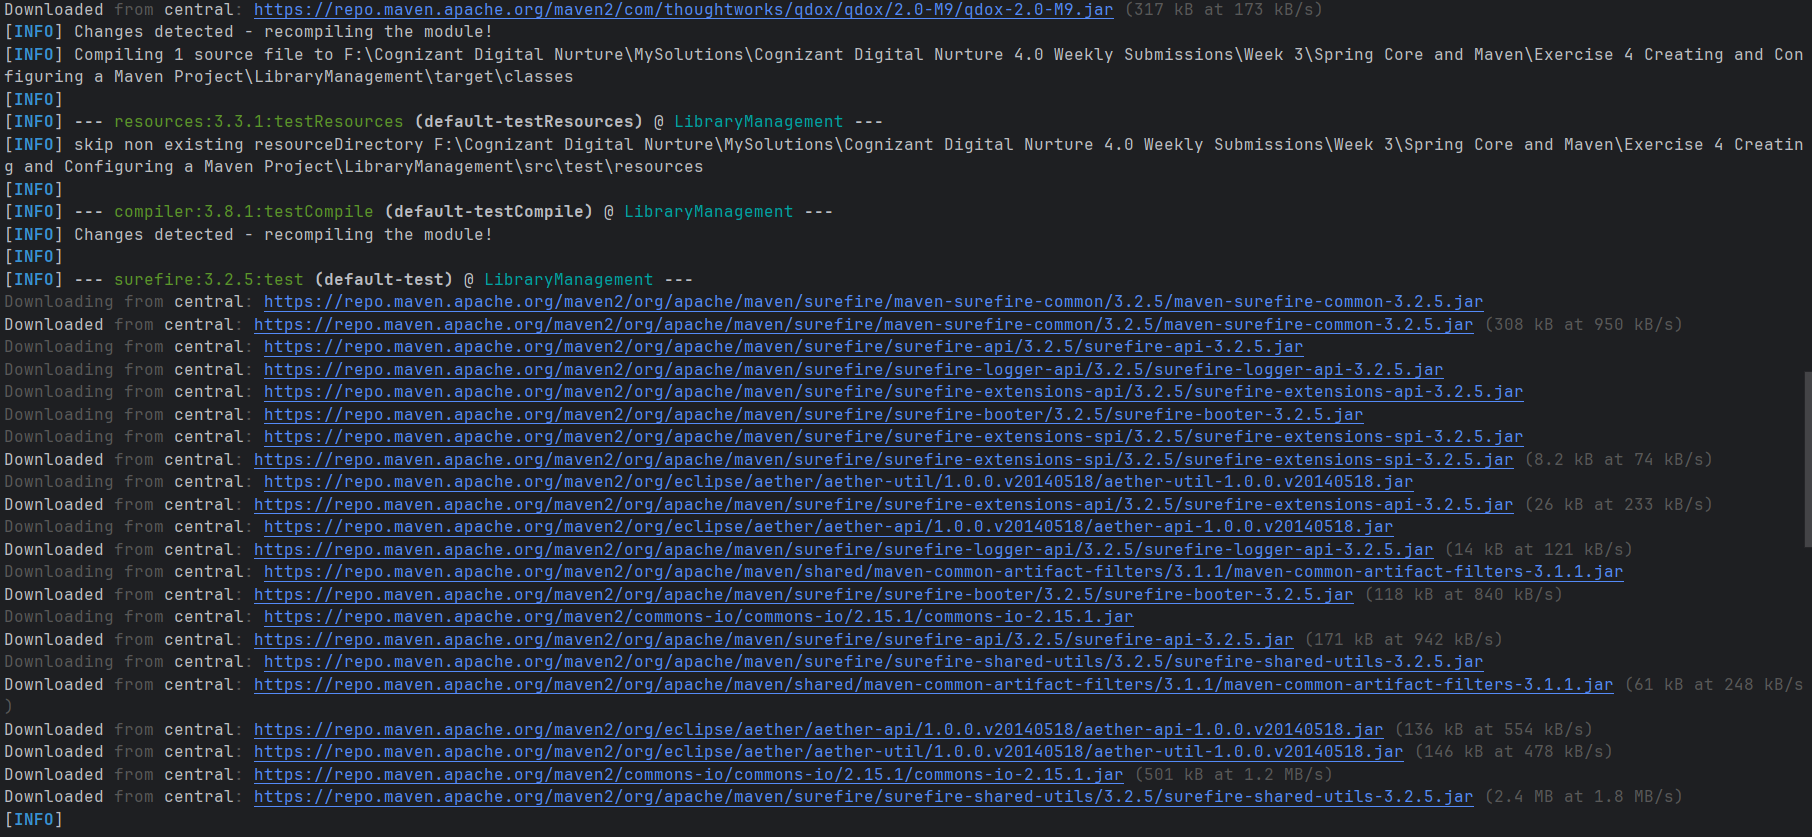 Downloaded from central: https://repo.maven.apache.org/maven2/com/thoughtworks/qdox/qdox/2.0-M9/qdox-2.0-M9.jar (317 kB at 173 kB/s)
[INFO] Changes detected - recompiling the module!
[INFO] Compiling 1 source file to F:\Cognizant Digital Nurture\MySolutions\Cognizant Digital Nurture 4.0 Weekly Submissions\Week 3\Spring Core and Maven\Exercise 4 Creating and Con
figuring a Maven Project\LibraryManagement\target\classes
[INFO]
[INFO] --- resources:3.3.1:testResources (default-testResources) @ LibraryManagement ---
[INFO] skip non existing resourceDirectory F:\Cognizant Digital Nurture\MySolutions\Cognizant Digital Nurture 4.0 Weekly Submissions\Week 3\Spring Core and Maven\Exercise 4 Creatin
g and Configuring a Maven Project\LibraryManagement\src\test\resources
[INFO]
[INFO] --- compiler:3.8.1:testCompile (default-testCompile) @ LibraryManagement ---
[INFO] Changes detected - recompiling the module!
[INFO]
[INFO] --- surefire:3.2.5:test (default-test) @ LibraryManagement ---
Downloading from central: https://repo.maven.apache.org/maven2/org/apache/maven/surefire/maven-surefire-common/3.2.5/maven-surefire-common-3.2.5.jar
Downloaded from central: https://repo.maven.apache.org/maven2/org/apache/maven/surefire/maven-surefire-common/3.2.5/maven-surefire-common-3.2.5.jar (308 kB at 950 kB/s)
Downloading from central: https://repo.maven.apache.org/maven2/org/apache/maven/surefire/surefire-api/3.2.5/surefire-api-3.2.5.jar
Downloading from central: https://repo.maven.apache.org/maven2/org/apache/maven/surefire/surefire-logger-api/3.2.5/surefire-logger-api-3.2.5.jar
Downloading from central: https://repo.maven.apache.org/maven2/org/apache/maven/surefire/surefire-extensions-api/3.2.5/surefire-extensions-api-3.2.5.jar
Downloading from central: https://repo.maven.apache.org/maven2/org/apache/maven/surefire/surefire-booter/3.2.5/surefire-booter-3.2.5.jar
Downloading from central: https://repo.maven.apache.org/maven2/org/apache/maven/surefire/surefire-extensions-spi/3.2.5/surefire-extensions-spi-3.2.5.jar
Downloaded from central: https://repo.maven.apache.org/maven2/org/apache/maven/surefire/surefire-extensions-spi/3.2.5/surefire-extensions-spi-3.2.5.jar (8.2 kB at 74 kB/s)
Downloading from central: https://repo.maven.apache.org/maven2/org/eclipse/aether/aether-util/1.0.0.v20140518/aether-util-1.0.0.v20140518.jar
Downloaded from central: https://repo.maven.apache.org/maven2/org/apache/maven/surefire/surefire-extensions-api/3.2.5/surefire-extensions-api-3.2.5.jar (26 kB at 233 kB/s)
Downloading from central: https://repo.maven.apache.org/maven2/org/eclipse/aether/aether-api/1.0.0.v20140518/aether-api-1.0.0.v20140518.jar
Downloaded from central: https://repo.maven.apache.org/maven2/org/apache/maven/surefire/surefire-logger-api/3.2.5/surefire-logger-api-3.2.5.jar (14 kB at 121 kB/s)
Downloading from central: https://repo.maven.apache.org/maven2/org/apache/maven/shared/maven-common-artifact-filters/3.1.1/maven-common-artifact-filters-3.1.1.jar
Downloaded from central: https://repo.maven.apache.org/maven2/org/apache/maven/surefire/surefire-booter/3.2.5/surefire-booter-3.2.5.jar (118 kB at 840 kB/s)
Downloading from central: https://repo.maven.apache.org/maven2/commons-io/commons-io/2.15.1/commons-io-2.15.1.jar
Downloaded from central: https://repo.maven.apache.org/maven2/org/apache/maven/surefire/surefire-api/3.2.5/surefire-api-3.2.5.jar (171 kB at 942 kB/s)
Downloading from central: https://repo.maven.apache.org/maven2/org/apache/maven/surefire/surefire-shared-utils/3.2.5/surefire-shared-utils-3.2.5.jar
Downloaded from central: https://repo.maven.apache.org/maven2/org/apache/maven/shared/maven-common-artifact-filters/3.1.1/maven-common-artifact-filters-3.1.1.jar (61 kB at 248 kB/s
)
Downloaded from central: https://repo.maven.apache.org/maven2/org/eclipse/aether/aether-api/1.0.0.v20140518/aether-api-1.0.0.v20140518.jar (136 kB at 554 kB/s)
Downloaded from central: https://repo.maven.apache.org/maven2/org/eclipse/aether/aether-util/1.0.0.v20140518/aether-util-1.0.0.v20140518.jar (146 kB at 478 kB/s)
Downloaded from central: https://repo.maven.apache.org/maven2/commons-io/commons-io/2.15.1/commons-io-2.15.1.jar (501 kB at 1.2 MB/s)
Downloaded from central: https://repo.maven.apache.org/maven2/org/apache/maven/surefire/surefire-shared-utils/3.2.5/surefire-shared-utils-3.2.5.jar (2.4 MB at 1.8 MB/s)
[INFO]